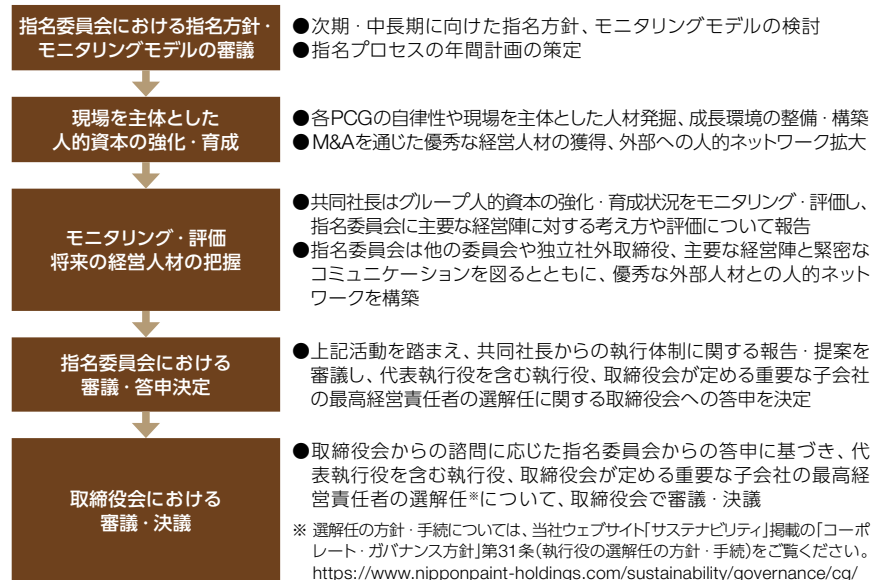 指名委員会における指名方針・
モニタリングモデルの審議
●次期・中長期に向けた指名方針、モニタリングモデルの検討
●指名プロセスの年間計画の策定
現場を主体とした
人的資本の強化・育成
●各PCGの自律性や現場を主体とした人材発掘、成長環境の整備・構築
●M&Aを通じた優秀な経営人材の獲得、外部への人的ネットワーク拡大
モニタリング・評価
将来の経営人材の把握
●共同社長はグループ人的資本の強化・育成状況をモニタリング・評価し、
指名委員会に主要な経営陣に対する考え方や評価について報告
●指名委員会は他の委員会や独立社外取締役、主要な経営陣と緊密な
コミュニケーションを図るとともに、優秀な外部人材との人的ネット
ワークを構築
指名委員会における
審議・答申決定
●上記活動を踏まえ、共同社長からの執行体制に関する報告・提案を
審議し、代表執行役を含む執行役、取締役会が定める重要な子会社
の最高経営責任者の選解任に関する取締役会への答申を決定
取締役会における
審議・決議
●取締役会からの諮問に応じた指名委員会からの答申に基づき、代
表執行役を含む執行役、取締役会が定める重要な子会社の最高経
営責任者の選解任※について、取締役会で審議・決議
※ 選解任の方針・手続については、当社ウェブサイト「サステナビリティ」掲載の「コーポ
レート・ガバナンス方針」第31条(執行役の選解任の方針・手続)をご覧ください。
https://www.nipponpaint-holdings.com/sustainability/governance/cg/